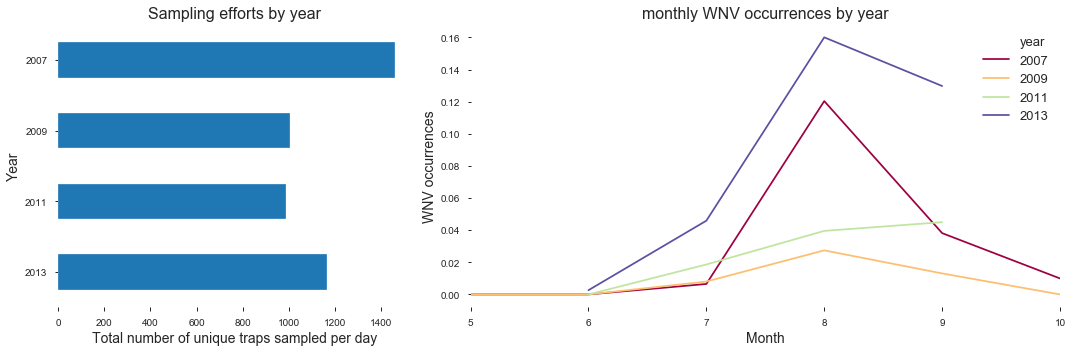 Sampling efforts by year
Year
2007
2009
2011
2013
0 200 400 600 800 1000 1200 1400
Total number of unique traps sampled per day
monthly WNV occurrences by year
WNV occurrences
0.16
0.14
0.12
0.10
0.08
0.06
0.04
0.02
0.00
5 6 7 8 9 10
Month
year
2007
2009
2011
2013